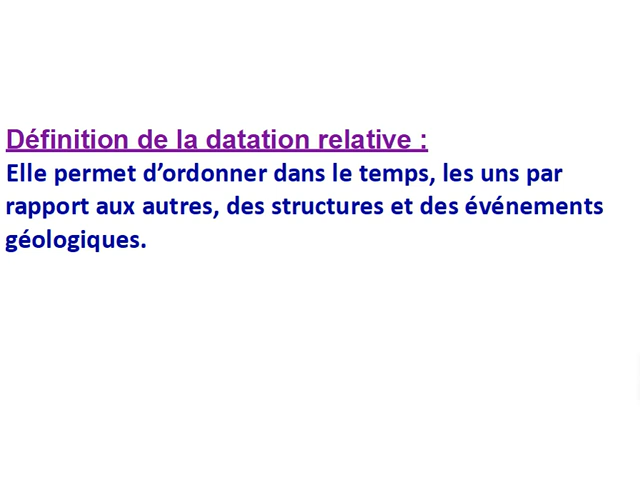 Définition de la datation relative :
Elle permet d’ordonner dans le temps, les uns par
rapport aux autres, des structures et des événements
géologiques.